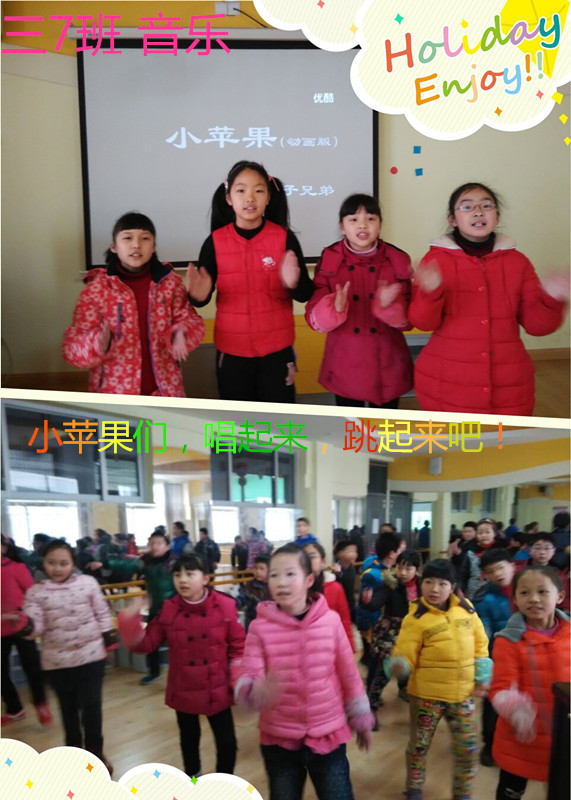 三7班 音乐
Holiday
Enjoy!!
优酷
小苹果(动画版)
子兄弟
小苹果们，唱起来，跳起来吧！